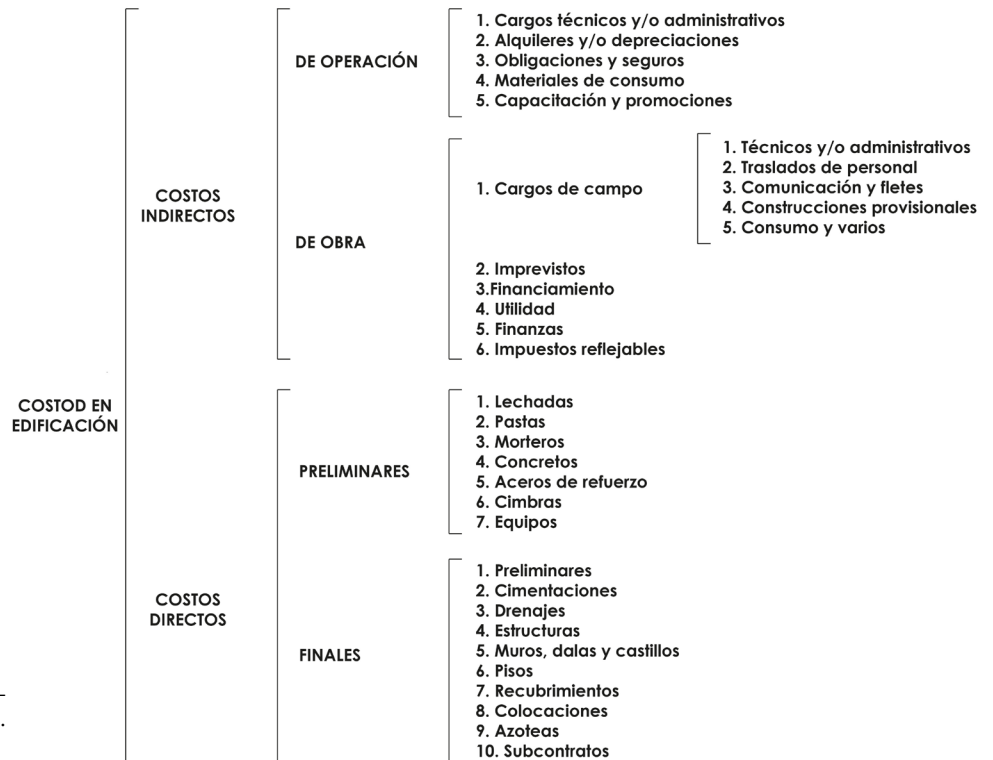 COSTOD EN
EDIFICACIÓN
COSTOS
INDIRECTOS
DE OPERACIÓN
1. Cargos técnicos y/o administrativos
2. Alquileres y/o depreciaciones
3. Obligaciones y seguros
4. Materiales de consumo
5. Capacitación y promociones
DE OBRA
1. Cargos de campo
1. Técnicos y/o administrativos
2. Traslados de personal
3. Comunicación y fletes
4. Construcciones provisionales
5. Consumo y varios
2. Imprevistos
3.Financiamiento
4. Utilidad
5. Finanzas
6. Impuestos reflejables
COSTOS
DIRECTOS
PRELIMINARES
1. Lechadas
2. Pastas
3. Morteros
4. Concretos
5. Aceros de refuerzo
6. Cimbras
7. Equipos
FINALES
1. Preliminares
2. Cimentaciones
3. Drenajes
4. Estructuras
5. Muros, dalas y castillos
6. Pisos
7. Recubrimientos
8. Colocaciones
9. Azoteas
10. Subcontratos